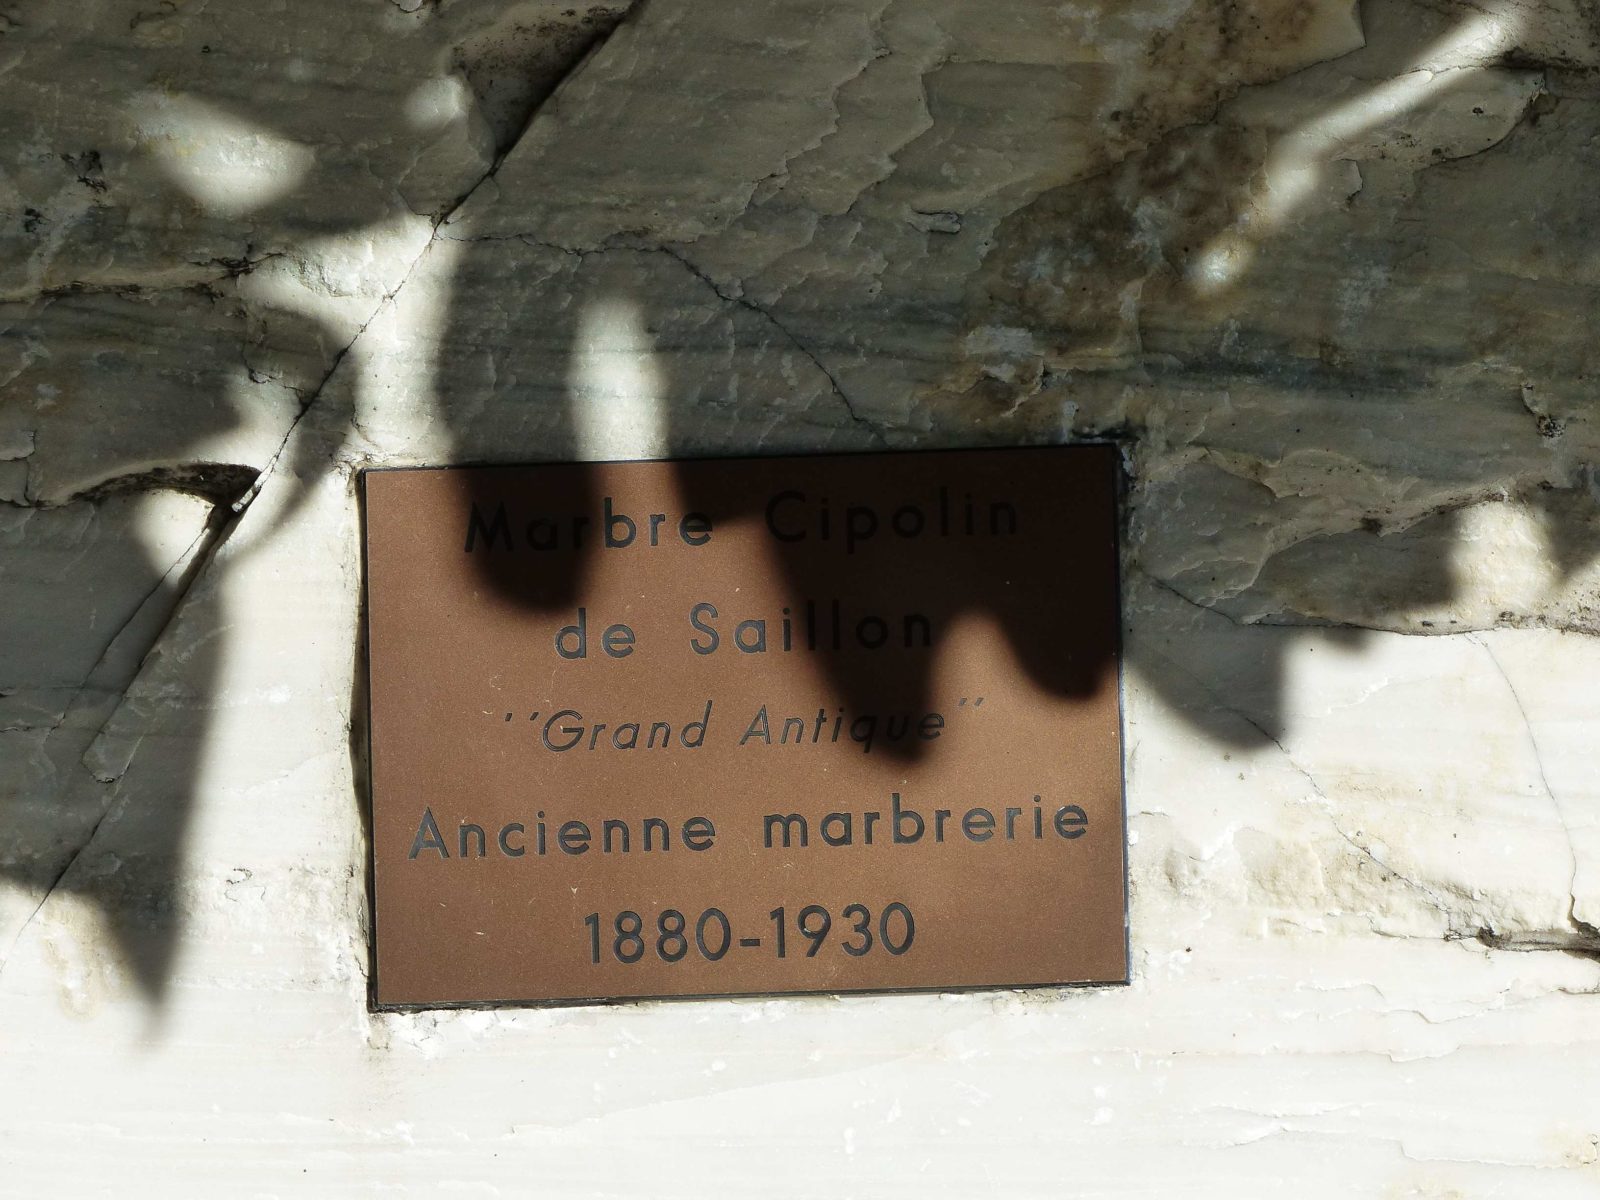 Marbre Cipolin
de Saillon
''Grand Antique''
Ancienne marbrerie
1880-1930